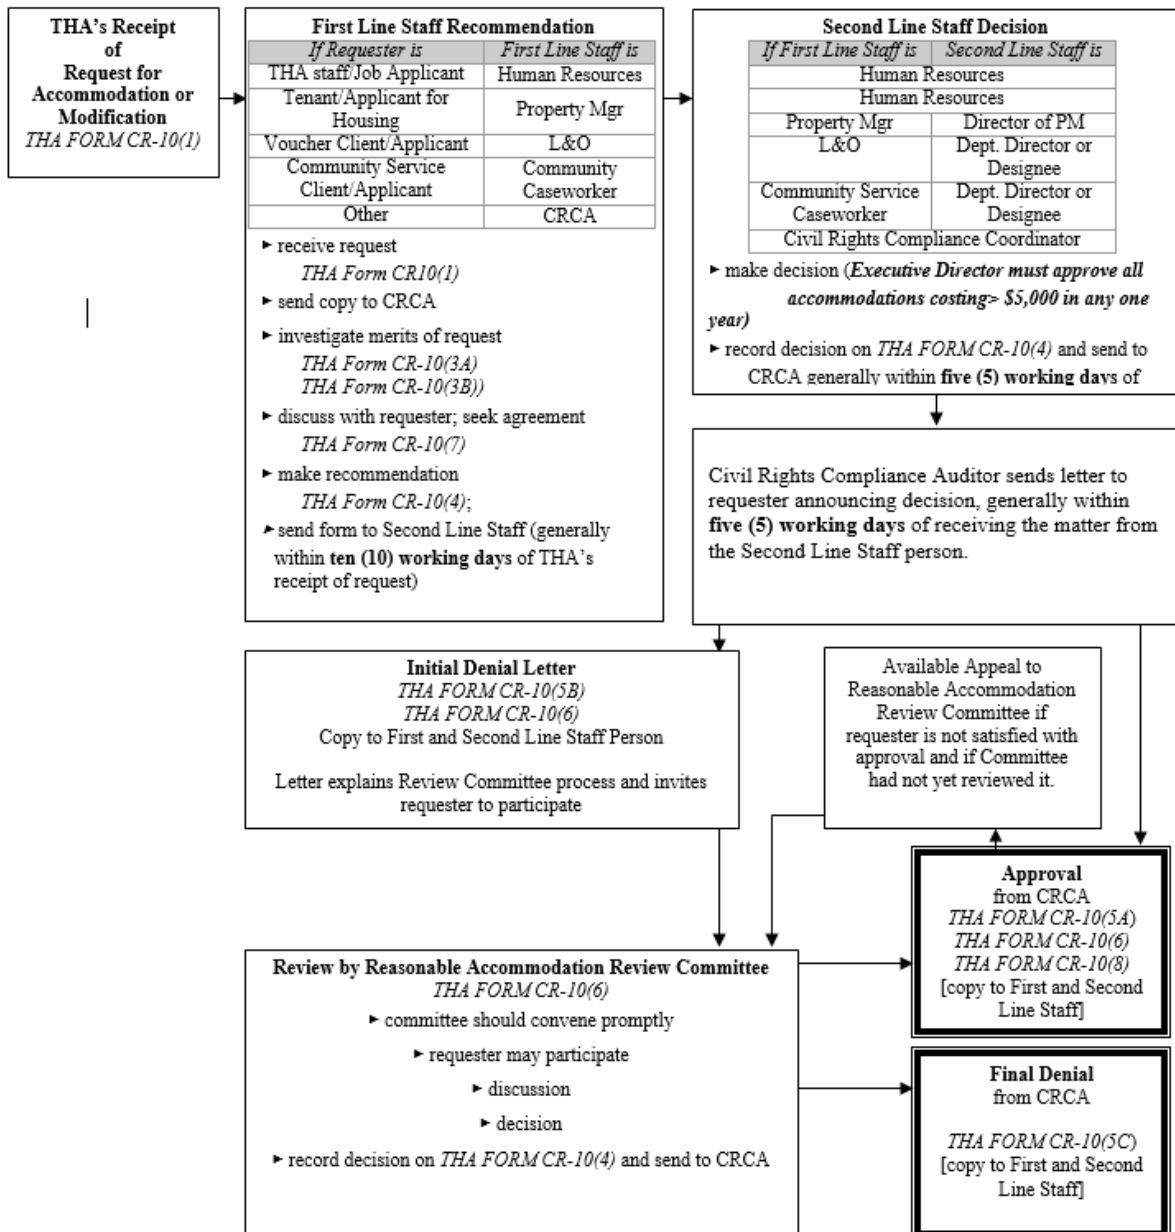 THA's Receipt
of
Request for
Accommodation or
Modification
THA FORM CR-10(1)
First Line Staff Recommendation
If Requester is First Line Staff is
THA staff/Job Applicant Human Resources
Tenant/Applicant for
Housing
Property Mgr
Voucher Client/Applicant L&O
Community Service
Client/Applicant
Community
Caseworker
Other CRCA
► receive request
THA Form CR10(1)
► send copy to CRCA
► investigate merits of request
THA Form CR-10(3A)
THA Form CR-10(3B))
► discuss with requester; seek agreement
THA Form CR-10(7)
► make recommendation
THA Form CR-10(4);
► send form to Second Line Staff (generally
within ten (10) working days of THA's
receipt of request)
Second Line Staff Decision
If First Line Staff is Second Line Staff is
Human Resources
Human Resources
Property Mgr Director of PM
L&O Dept. Director or
Designee
Community Service
Caseworker
Dept. Director or
Designee
Civil Rights Compliance Coordinator
► make decision (Executive Director must approve all
accommodations costing> $5,000 in any one
year)
► record decision on THA FORM CR-10(4) and send to
CRCA generally within five (5) working days of
Civil Rights Compliance Auditor sends letter to
requester announcing decision, generally within
five (5) working days of receiving the matter from
the Second Line Staff person.
Initial Denial Letter
THA FORM CR-10(5B)
THA FORM CR-10(6)
Copy to First and Second Line Staff Person
Letter explains Review Committee process and invites
requester to participate
Available Appeal to
Reasonable Accommodation
Review Committee if
requester is not satisfied with
approval and if Committee
had not yet reviewed it.
Approval
from CRCA
THA FORM CR-10(5A)
THA FORM CR-10(6)
THA FORM CR-10(8)
[copy to First and Second
Line Staff]
Review by Reasonable Accommodation Review Committee
THA FORM CR-10(6)
► committee should convene promptly
► requester may participate
► discussion
► decision
► record decision on THA FORM CR-10(4) and send to CRCA
Final Denial
from CRCA
THA FORM CR-10(5C)
[copy to First and Second
Line Staff]